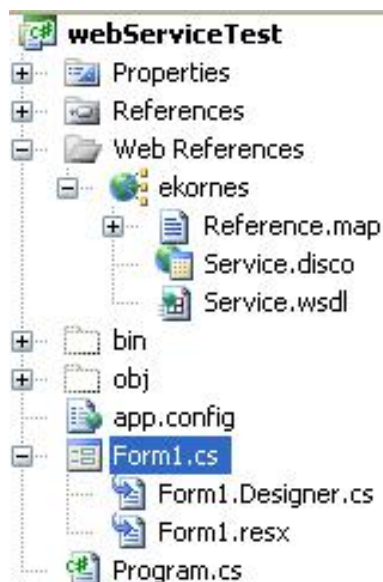 webServiceTest
Properties
References
Web References
ekornes
Reference.map
Service.disco
Service.wsdl
bin
obj
app.config
Form1.cs
Form1.Designer.cs
Form1.resx
Program.cs